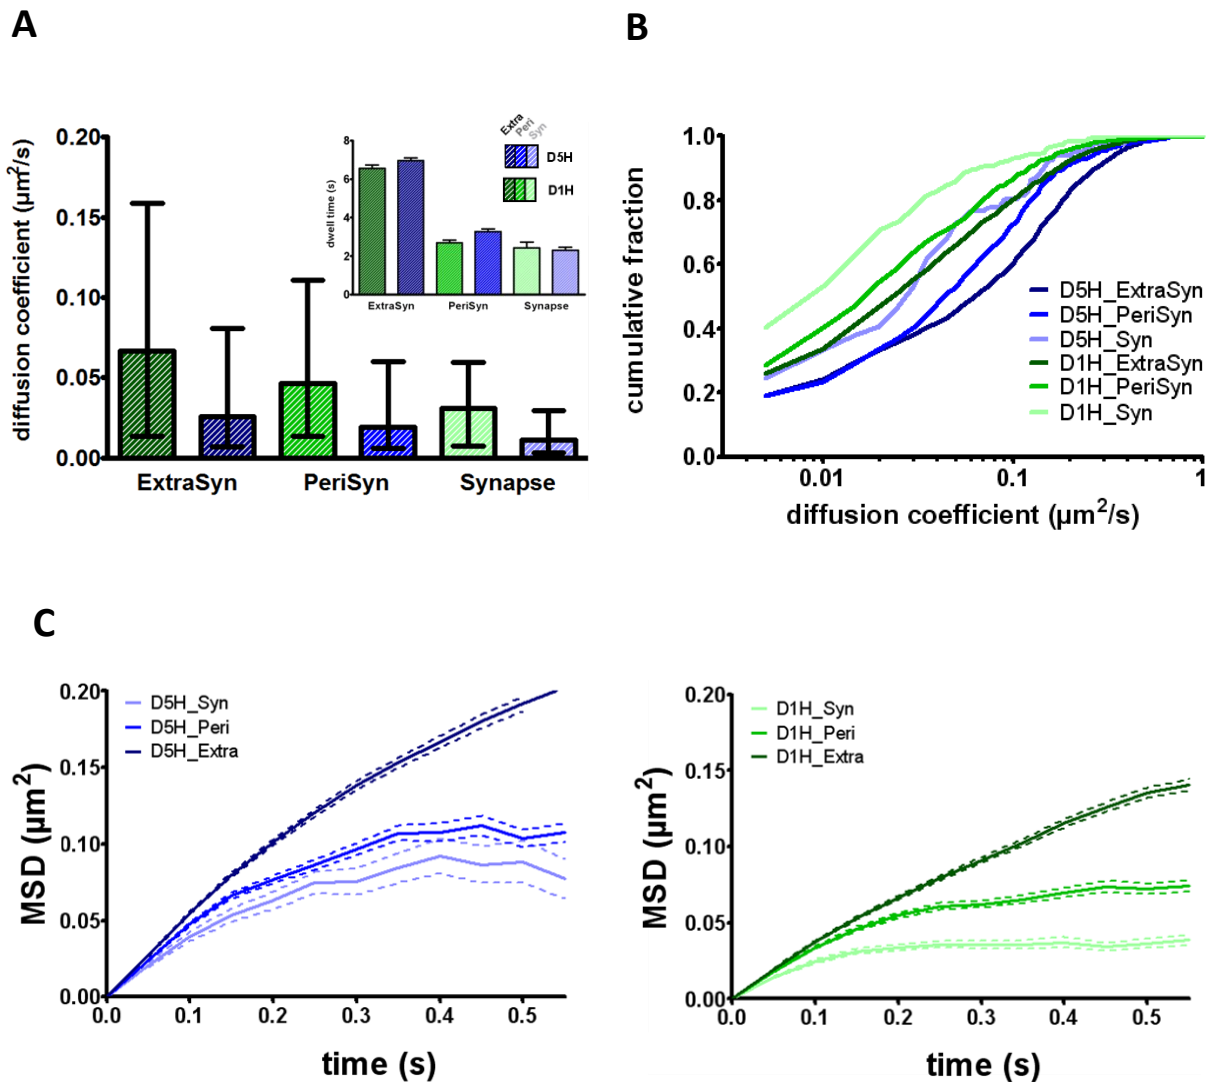 A
diffusion coefficient (µm²/s)
0.20
0.15
0.10
0.05
0.00
ExtraSyn
PeriSyn
Synapse
dwell time (s)
8
6
4
2
0
ExtraSyn
PeriSyn
Synapse
Extra
Peri
Syn
D5H
D1H
B
cumulative fraction
1.0
0.8
0.6
0.4
0.2
0.0
0.01
0.1
1
diffusion coefficient (µm²/s)
D5H_ExtraSyn
D5H_PeriSyn
D5H_Syn
D1H_ExtraSyn
D1H_PeriSyn
D1H_Syn
C
MSD (µm²)
0.20
0.15
0.10
0.05
0.00
D5H_Syn
D5H_Peri
D5H_Extra
0.0
0.1
0.2
0.3
0.4
0.5
time (s)
MSD (µm²)
0.20
0.15
0.10
0.05
0.00
D1H_Syn
D1H_Peri
D1H_Extra
0.0
0.1
0.2
0.3
0.4
0.5
time (s)